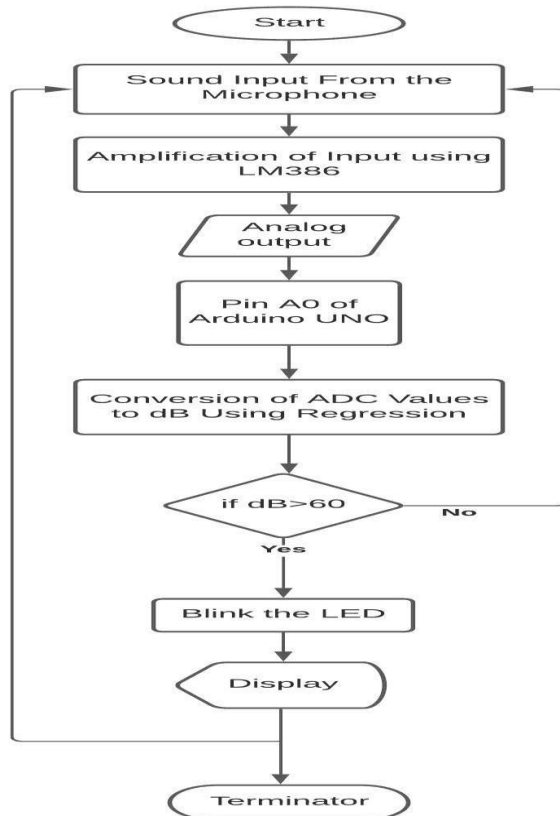 Start
Sound Input From the
Microphone
Amplification of Input using
LM386
Analog
output
Pin A0 of
Arduino UNO
Conversion of ADC Values
to dB Using Regression
if dB>60
No
Yes
Blink the LED
Display
Terminator